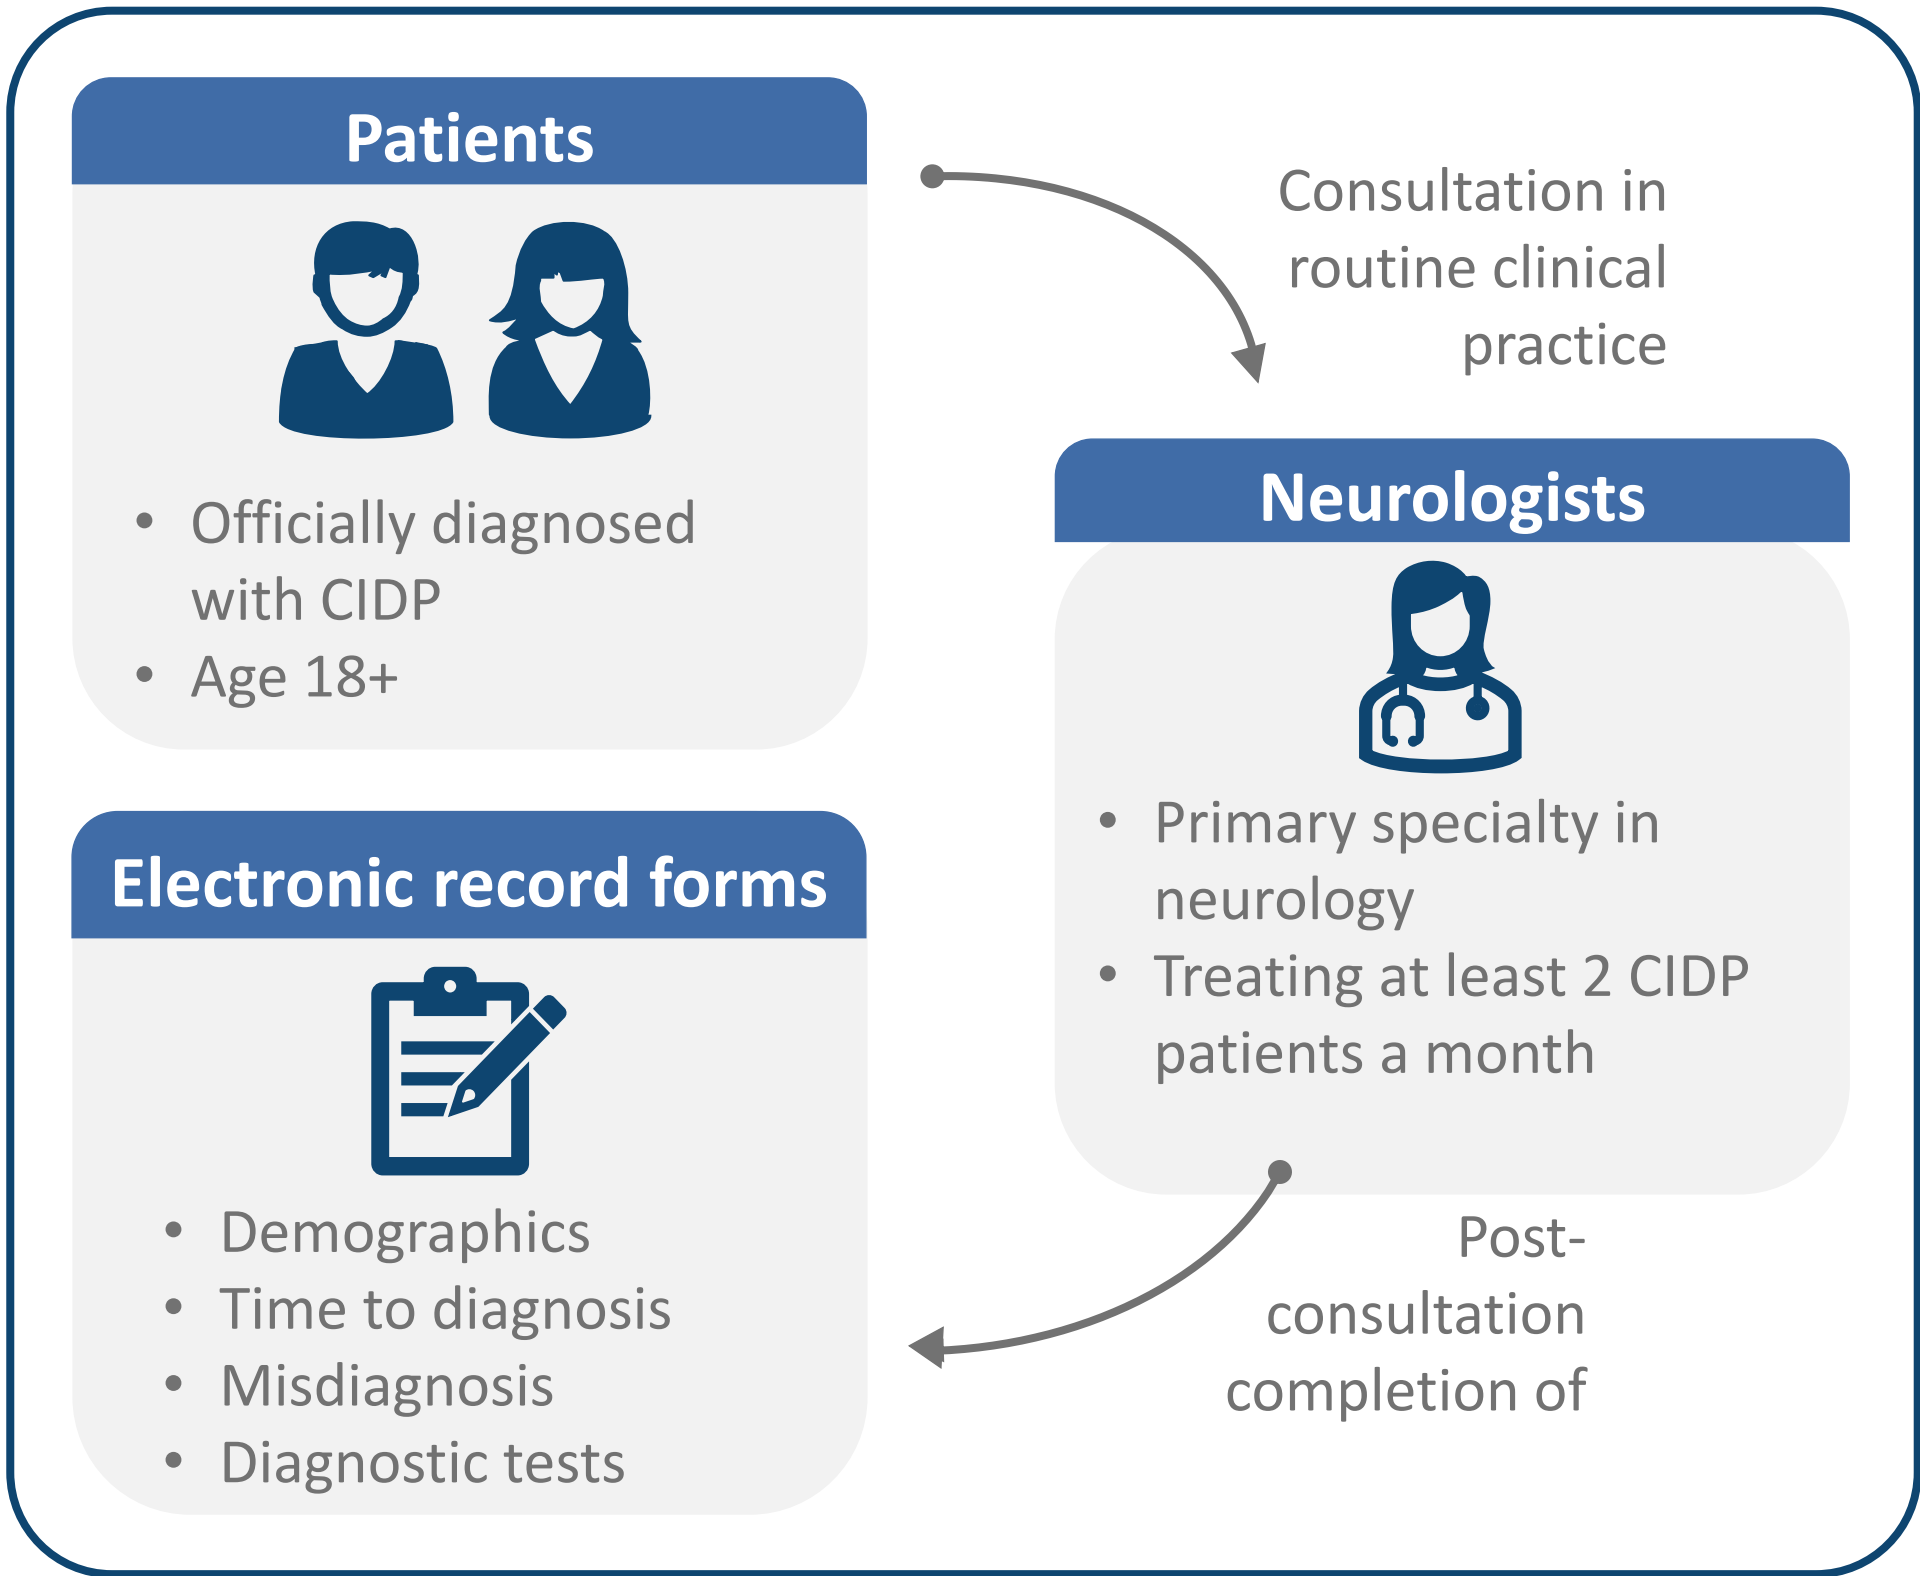 Patients
• Officially diagnosed
with CIDP
• Age 18+
Consultation in
routine clinical
practice
Neurologists
• Primary specialty in
neurology
• Treating at least 2 CIDP
patients a month
Post-
consultation
completion of
Electronic record forms
• Demographics
• Time to diagnosis
• Misdiagnosis
• Diagnostic tests